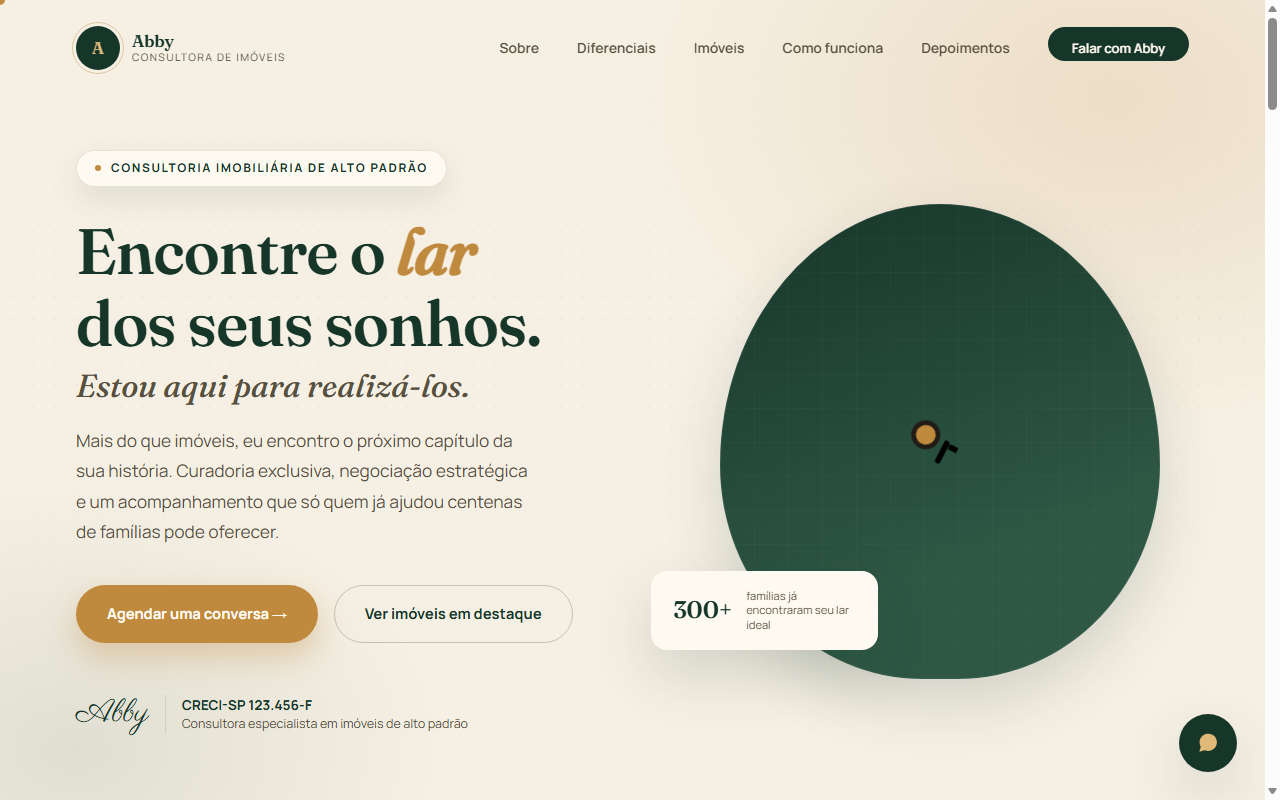 A
Abby
CONSULTORA DE IMÓVEIS
Sobre
Diferenciais
Imóveis
Como funciona
Depoimentos
Falar com Abby
CONSULTORIA IMOBILIÁRIA DE ALTO PADRÃO
Encontre o lar
dos seus sonhos.
Estou aqui para realizá-los.
Mais do que imóveis, eu encontro o próximo capítulo da
sua história. Curadoria exclusiva, negociação estratégica
e um acompanhamento que só quem já ajudou centenas
de famílias pode oferecer.
Agendar uma conversa →
Ver imóveis em destaque
300+
famílias já
encontraram seu lar
ideal
Abby
CRECI-SP 123.456-F
Consultora especialista em imóveis de alto padrão